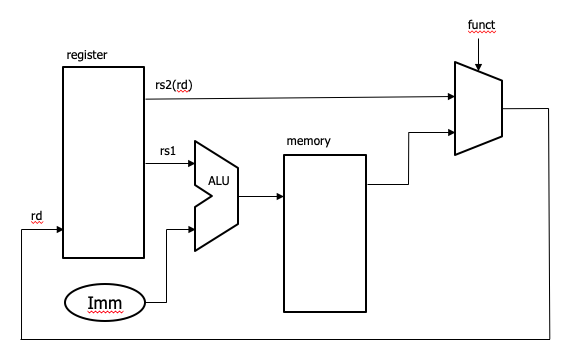 funct
register
rs2(rd)
rs1
memory
ALU
rd
Imm